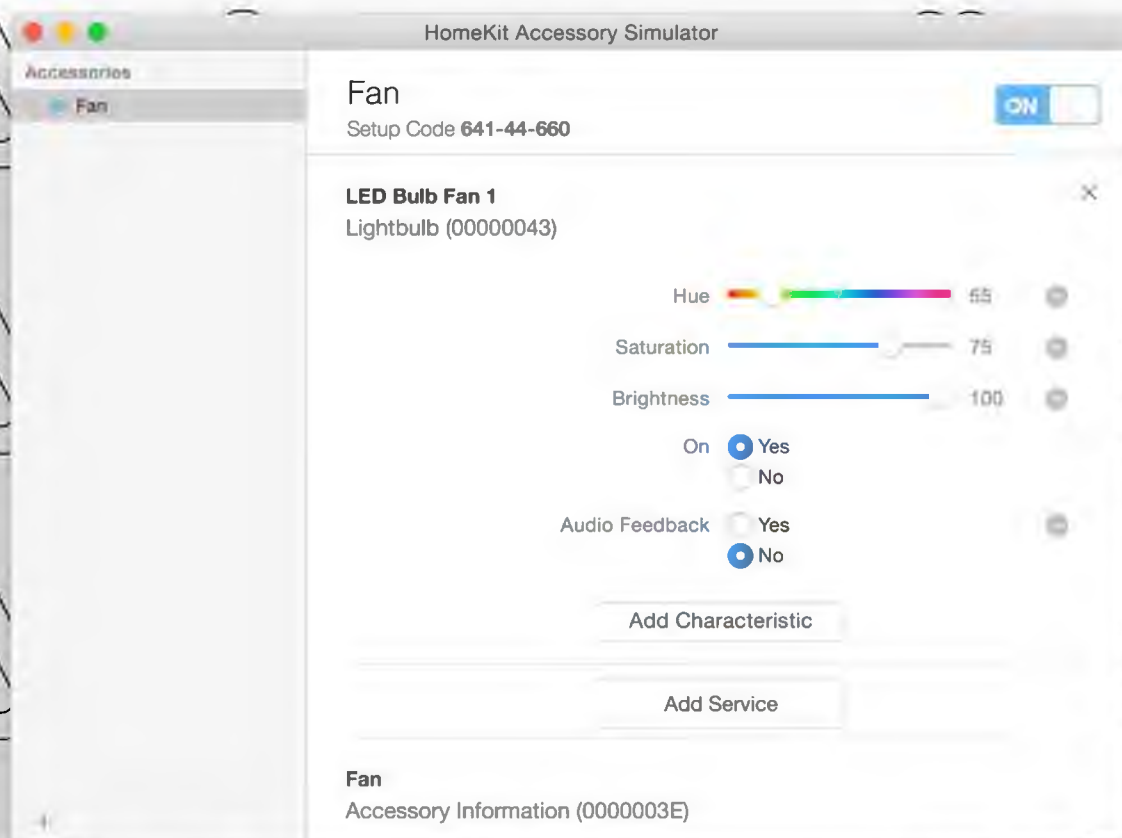 HomeKit Accessory Simulator
Accessories
Fan
Fan
ON
Setup Code 641-44-660
LED Bulb Fan 1
Lightbulb (00000043)
Hue 55
Saturation 75
Brightness 100
On Yes
No
Audio Feedback Yes
No
Add Characteristic
Add Service
Fan
Accessory Information (0000003E)